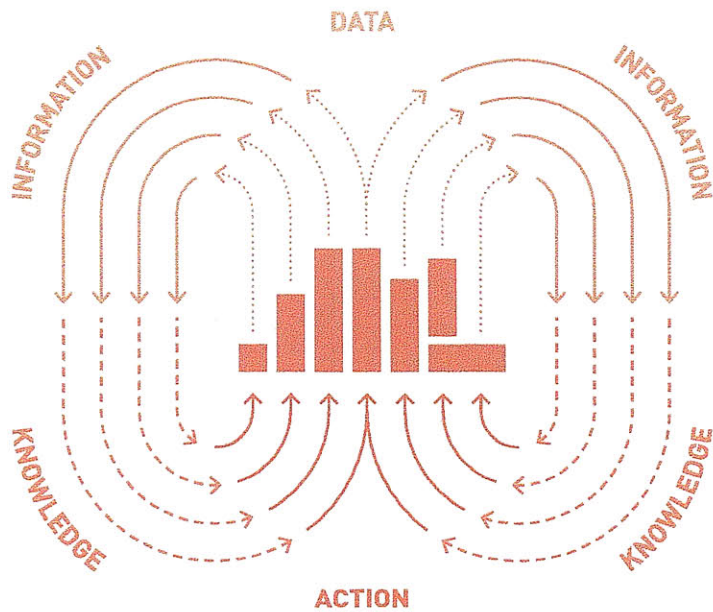 DATA
INFORMATION
INFORMATION
KNOWLEDGE
KNOWLEDGE
ACTION